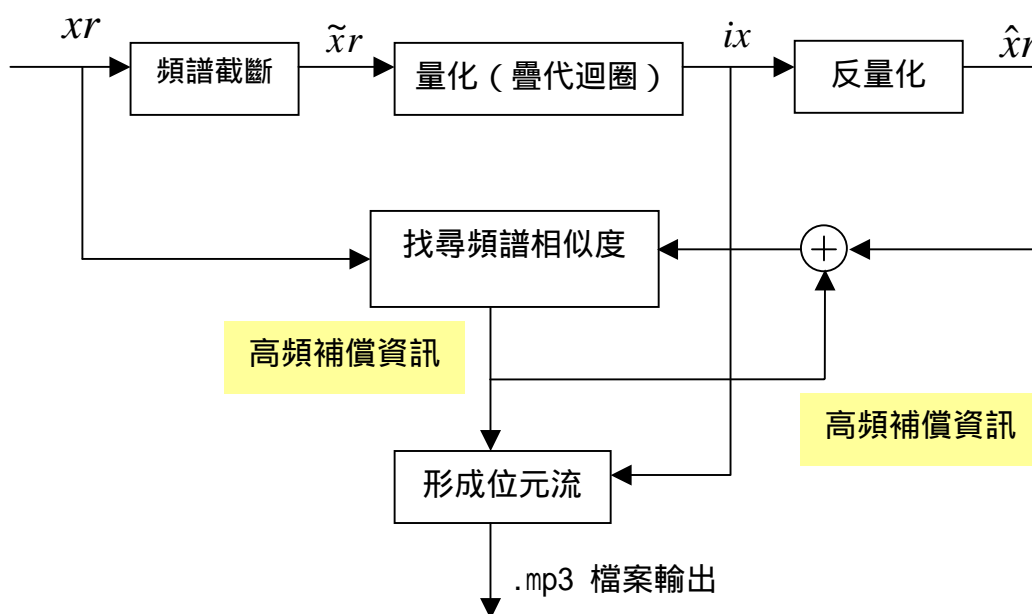 xr
x̃r
ix
x̂r
頻譜截斷
量化（疊代迴圈）
反量化
找尋頻譜相似度
+
高頻補償資訊
高頻補償資訊
形成位元流
.mp3 檔案輸出